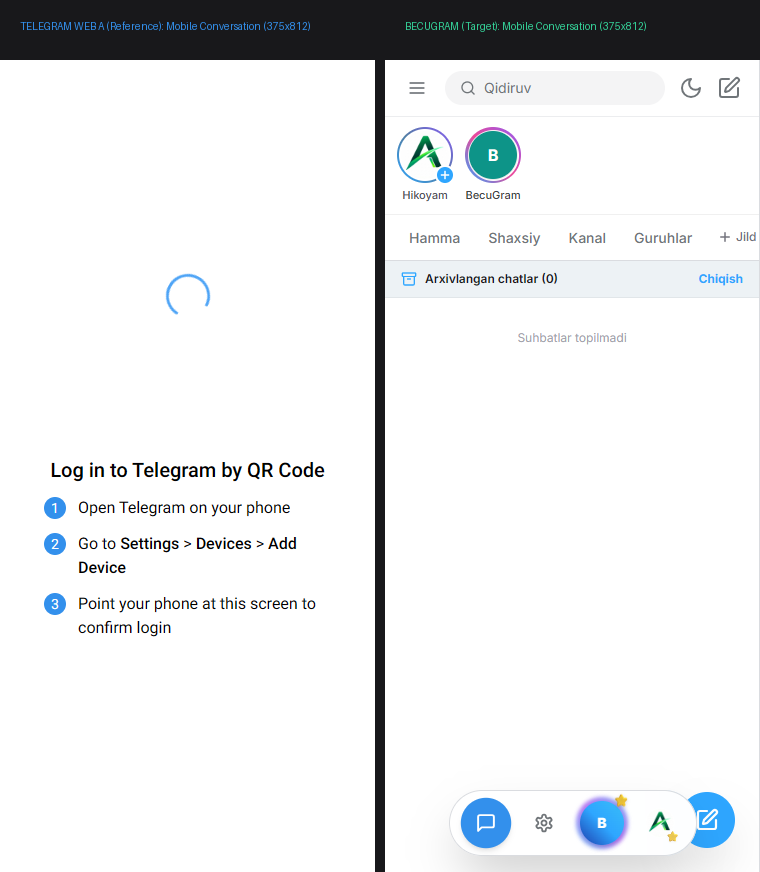 TELEGRAM WEB A (Reference): Mobile Conversation (375x812)
Log in to Telegram by QR Code
1 Open Telegram on your phone
2 Go to Settings > Devices > Add
Device
3 Point your phone at this screen to
confirm login
BECUGRAM (Target): Mobile Conversation (375x812)
Qidiruv
B
Hikoyam BecuGram
Hamma Shaxsiy Kanal Guruhlar + Jild
Arxivlangan chatlar (0) Chiqish
Suhbatlar topilmadi
B